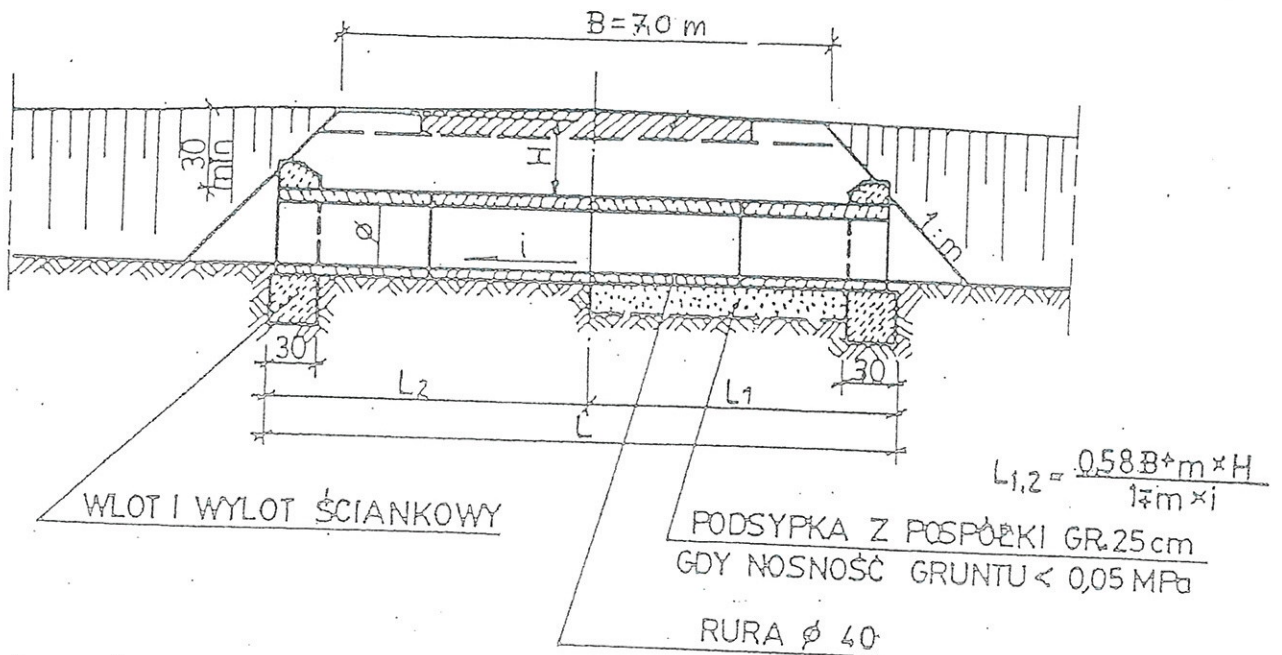 B=7,0 m
30
min
H
Ø
i
1:m
30
30
L2
L1
L
L1,2 = 0,58B+m×H
1∓m×i
WLOT I WYLOT ŚCIANKOWY
PODSYPKA Z POSPÓŁKI GR.25cm
GDY NOSNOŚĆ GRUNTU < 0,05 MPa
RURA Ø 40